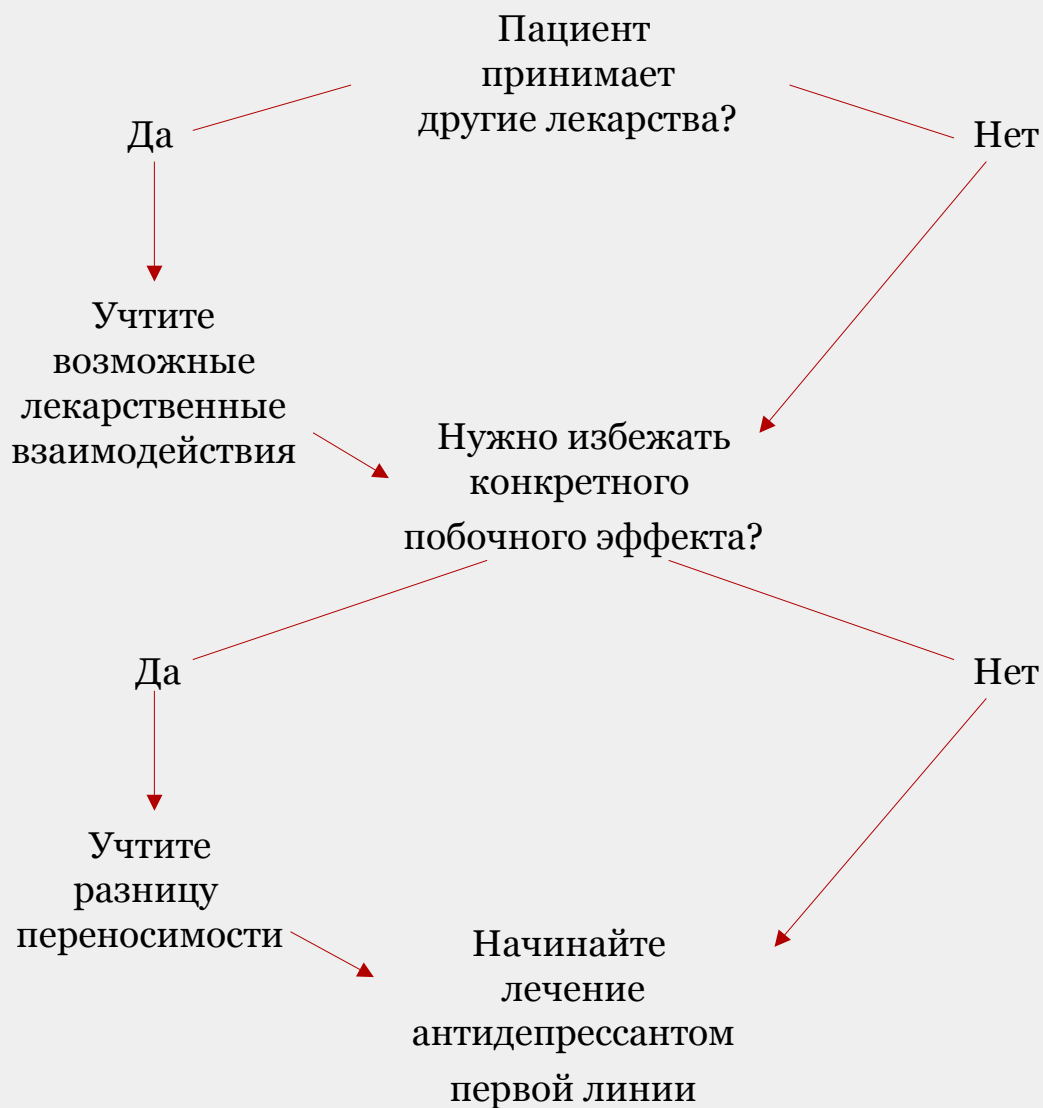 Пациент
принимает
другие лекарства?
Да
Нет
Учтите
возможные
лекарственные
взаимодействия
Нужно избежать
конкретного
побочного эффекта?
Да
Нет
Учтите
разницу
переносимости
Начинайте
лечение
антидепрессантом
первой линии